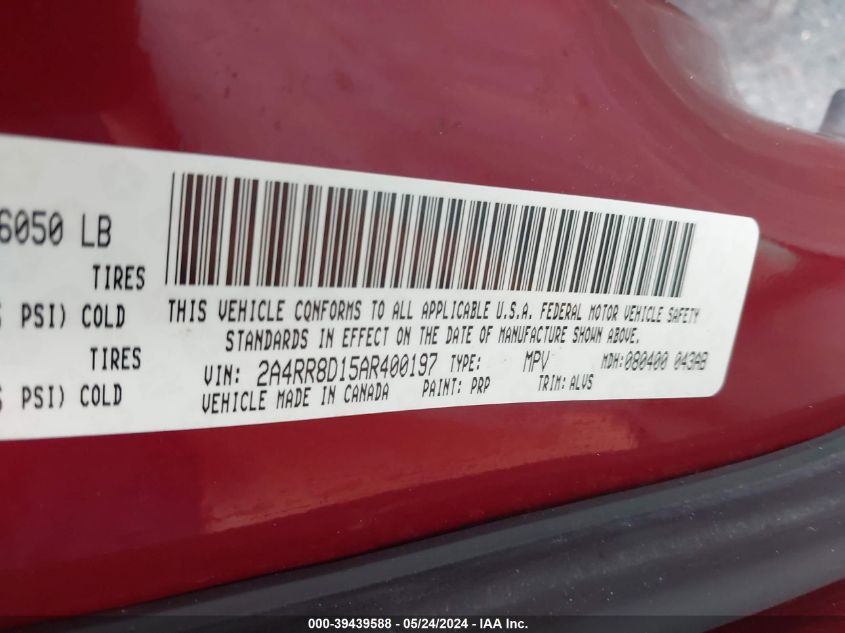 6050 LB
TIRES
PSI) COLD
TIRES
PSI) COLD
THIS VEHICLE CONFORMS TO ALL APPLICABLE U.S.A. FEDERAL MOTOR VEHICLE SAFETY
STANDARDS IN EFFECT ON THE DATE OF MANUFACTURE SHOWN ABOVE.
VIN: 2A4RR8D15AR400197 TYPE: MPV MDH:080400 043AB
VEHICLE MADE IN CANADA PAINT: PRP TRIM: ALVS
000-39439588 - 05/24/2024 - IAA Inc.